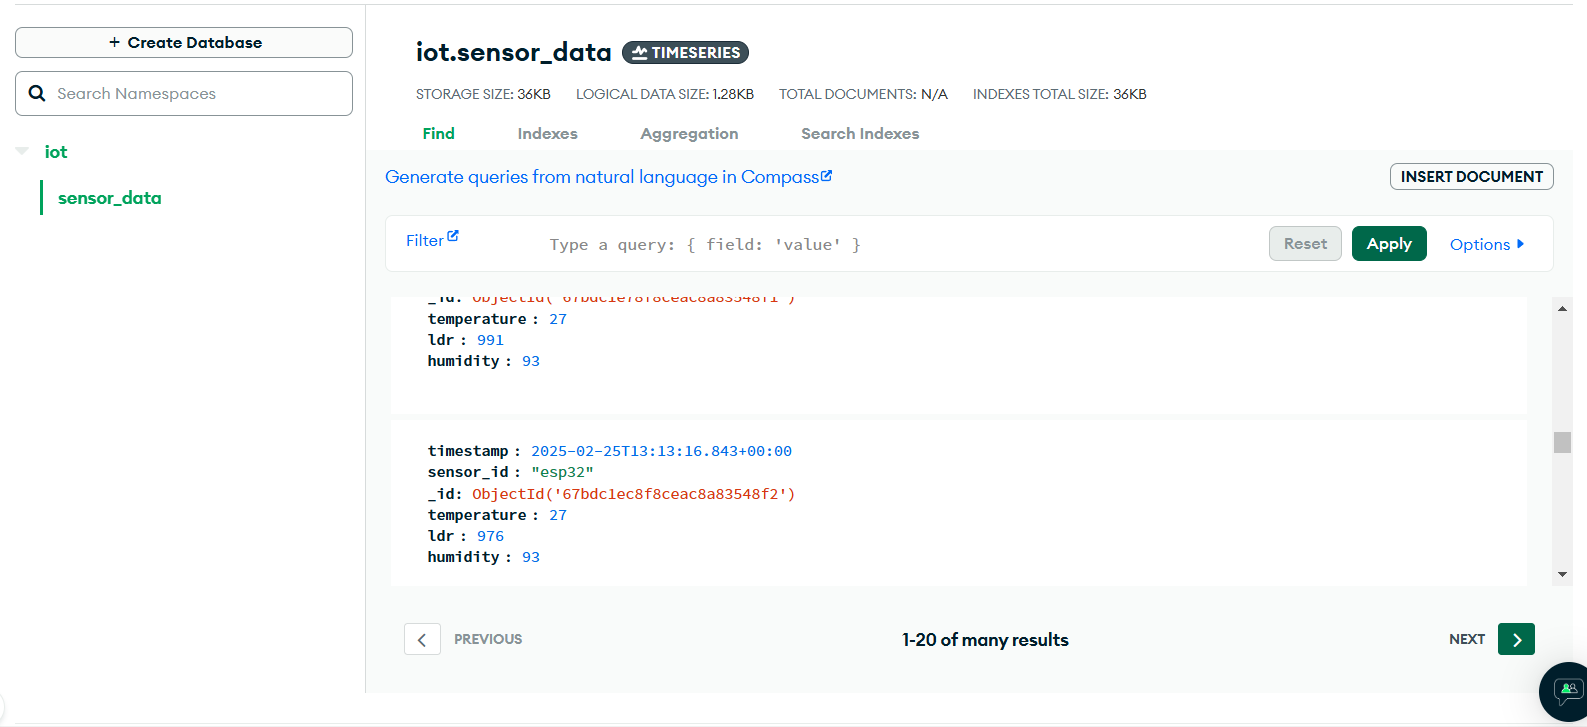 + Create Database
Search Namespaces
iot
sensor_data
iot.sensor_data TIMESERIES
STORAGE SIZE: 36KB LOGICAL DATA SIZE: 1.28KB TOTAL DOCUMENTS: N/A INDEXES TOTAL SIZE: 36KB
Find Indexes Aggregation Search Indexes
Generate queries from natural language in Compass
INSERT DOCUMENT
Filter Type a query: { field: 'value' } Reset Apply Options
_id: ObjectId('67bdc1e78f8ceac8a83548f1')
temperature : 27
ldr : 991
humidity : 93
timestamp : 2025-02-25T13:13:16.843+00:00
sensor_id : "esp32"
_id: ObjectId('67bdc1ec8f8ceac8a83548f2')
temperature : 27
ldr : 976
humidity : 93
PREVIOUS 1-20 of many results NEXT